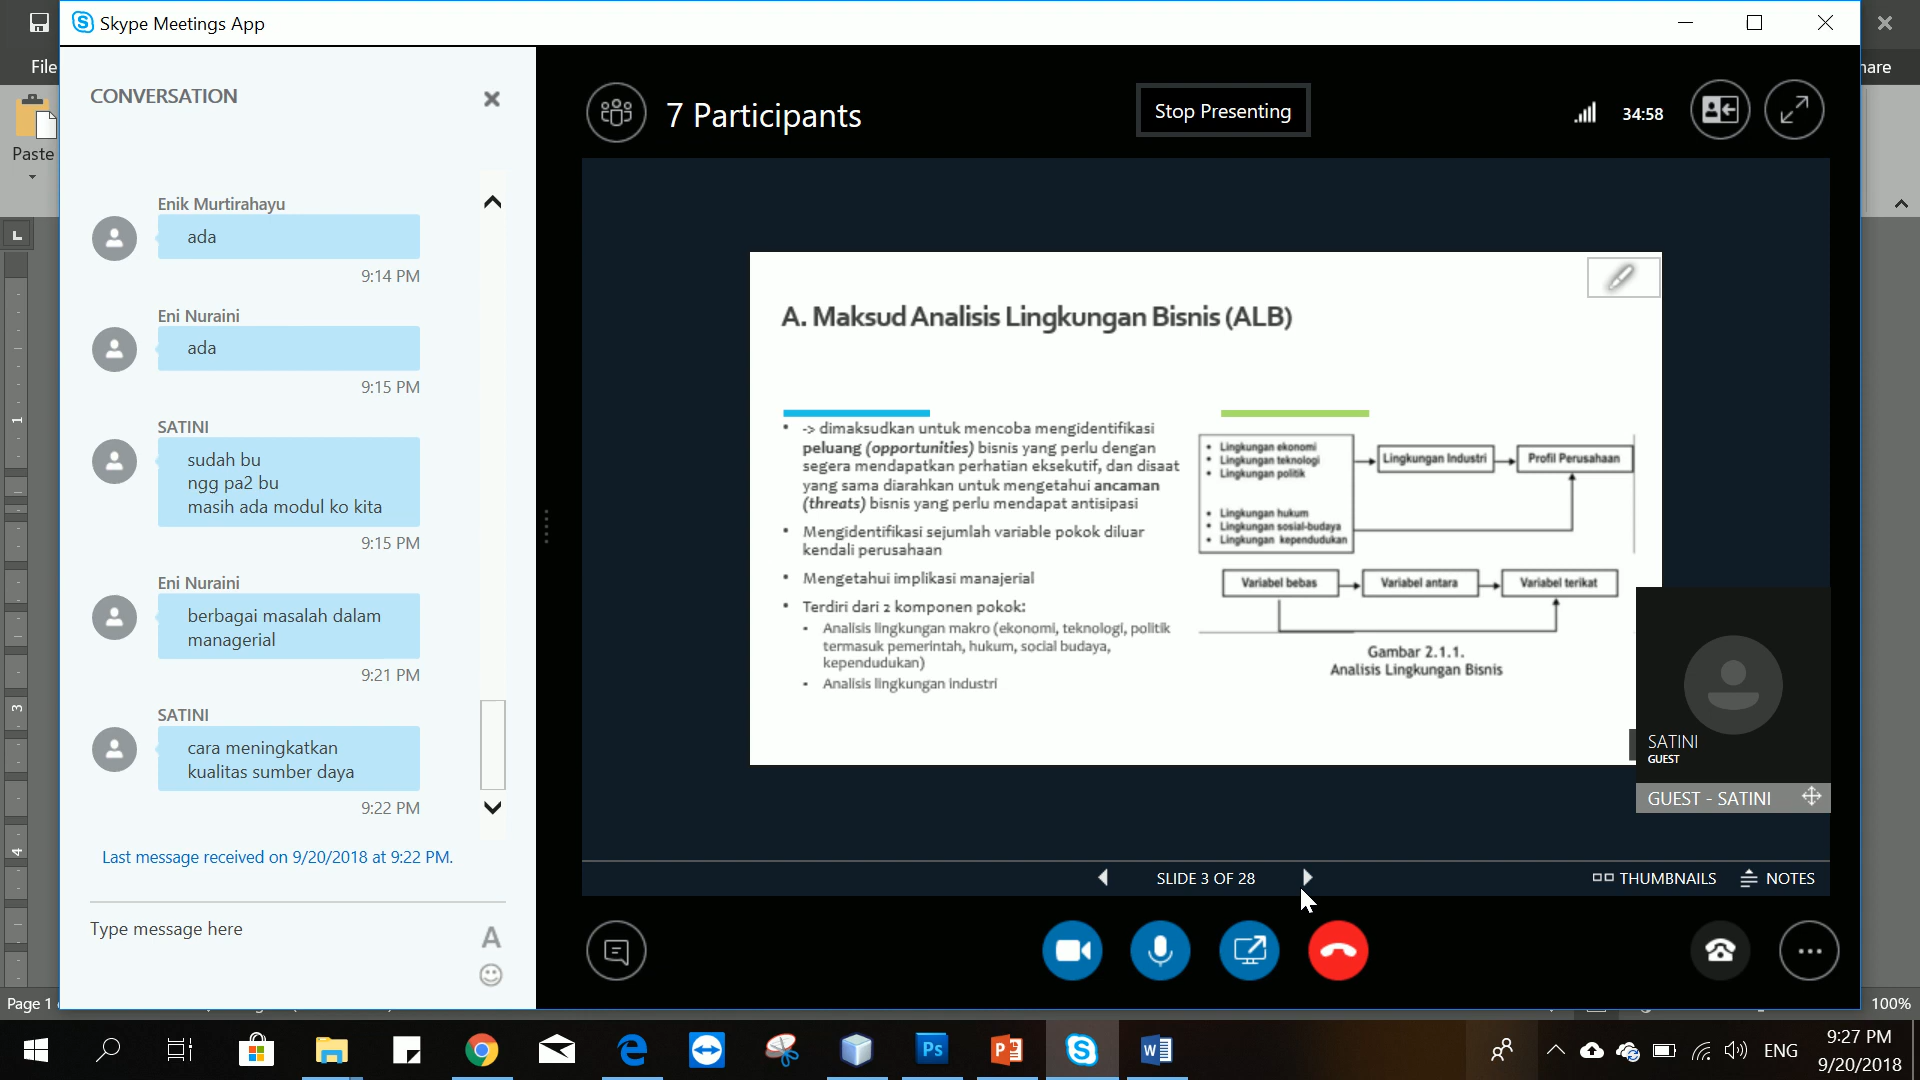 Skype Meetings App
File
hare
Paste
CONVERSATION
Enik Murtirahayu
ada
9:14 PM
Eni Nuraini
ada
9:15 PM
SATINI
sudah bu
ngg pa2 bu
masih ada modul ko kita
9:15 PM
Eni Nuraini
berbagai masalah dalam
managerial
9:21 PM
SATINI
cara meningkatkan
kualitas sumber daya
9:22 PM
Last message received on 9/20/2018 at 9:22 PM.
Type message here
A
7 Participants
Stop Presenting
34:58
A. Maksud Analisis Lingkungan Bisnis (ALB)
• -> dimaksudkan untuk mencoba mengidentifikasi
peluang (opportunities) bisnis yang perlu dengan
segera mendapatkan perhatian eksekutif, dan disaat
yang sama diarahkan untuk mengetahui ancaman
(threats) bisnis yang perlu mendapat antisipasi
• Mengidentifikasi sejumlah variable pokok diluar
kendali perusahaan
• Mengetahui implikasi manajerial
• Terdiri dari 2 komponen pokok:
• Analisis lingkungan makro (ekonomi, teknologi, politik
termasuk pemerintah, hukum, social budaya,
kependudukan)
• Analisis lingkungan industri
• Lingkungan ekonomi
• Lingkungan teknologi
• Lingkungan politik
• Lingkungan hukum
• Lingkungan sosial-budaya
• Lingkungan kependudukan
Lingkungan Industri
Profil Perusahaan
Variabel bebas
Variabel antara
Variabel terikat
Gambar 2.1.1.
Analisis Lingkungan Bisnis
SATINI
GUEST
GUEST - SATINI
SLIDE 3 OF 28
THUMBNAILS
NOTES
L
1
3
4
Page 1
100%
Ps
ENG
9:27 PM
9/20/2018